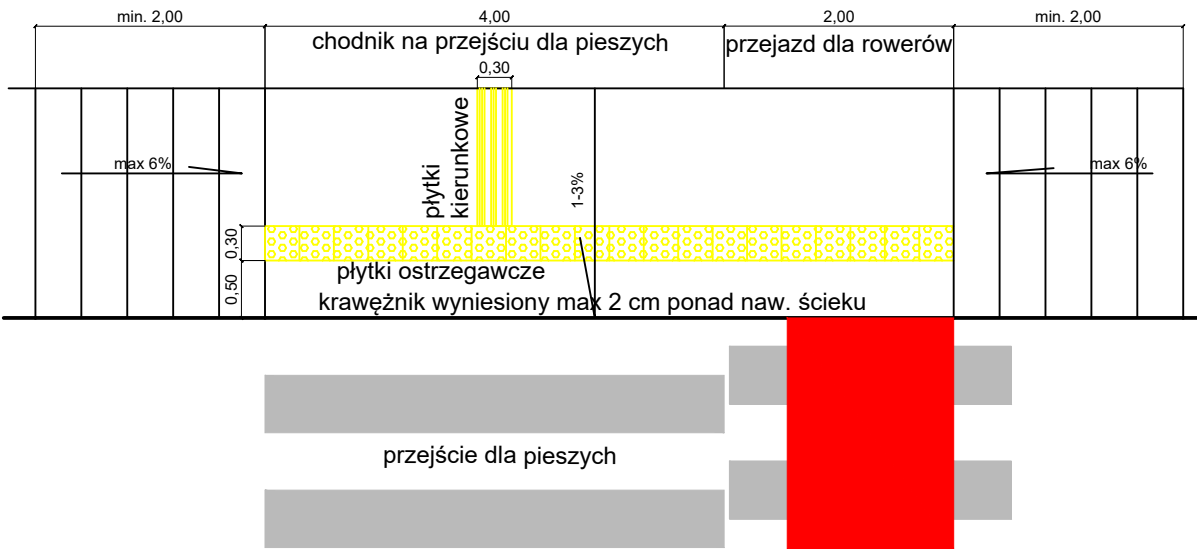 min. 2,00
4,00
2,00
min. 2,00
chodnik na przejściu dla pieszych
przejazd dla rowerów
0,30
płytki
kierunkowe
max 6%
1-3%
max 6%
0,30
płytki ostrzegawcze
0,50
krawężnik wyniesiony max 2 cm ponad naw. ścieku
przejście dla pieszych